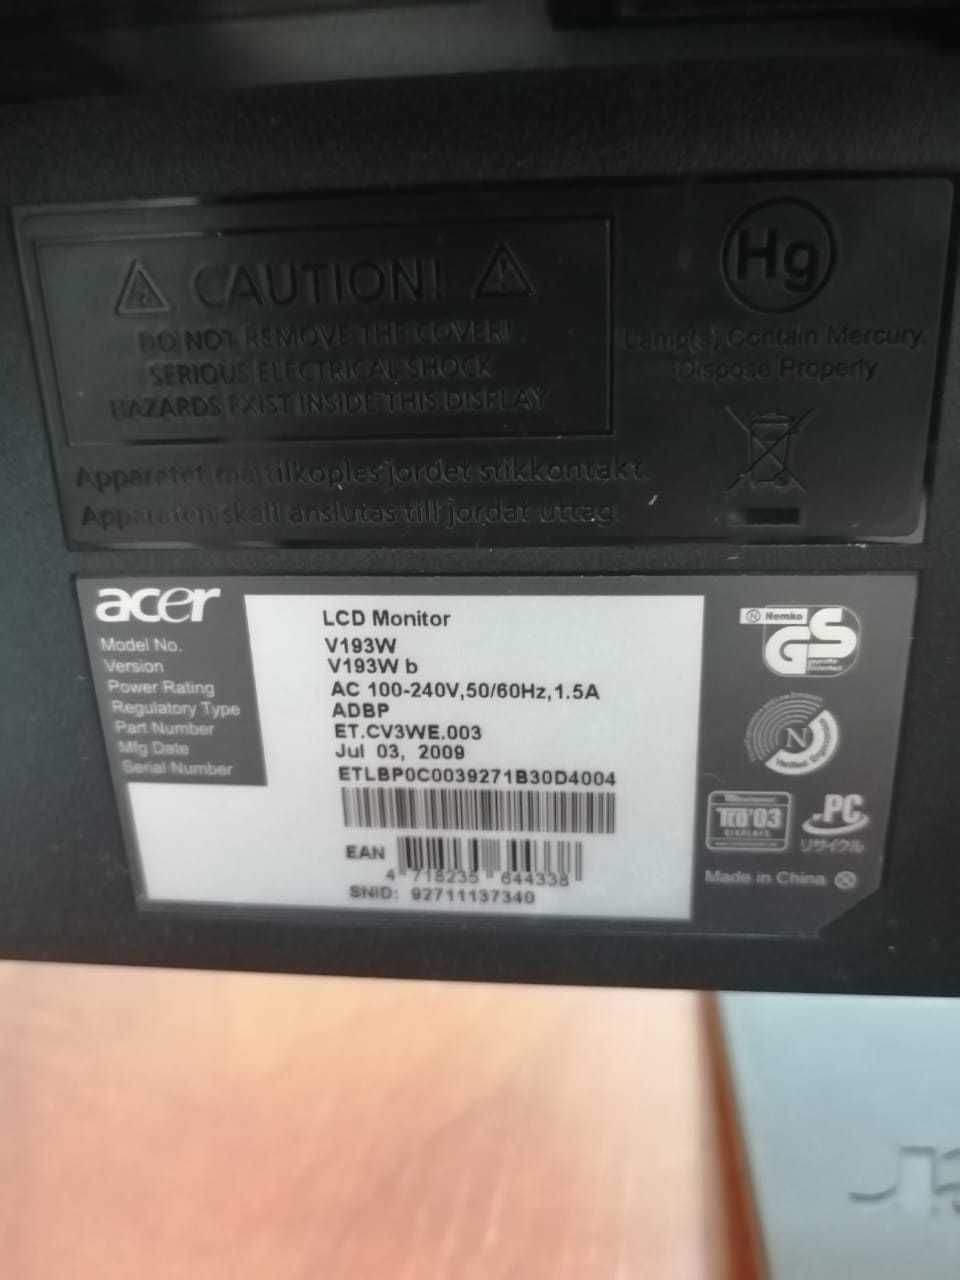 CAUTION!
DO NOT REMOVE THE COVER!
SERIOUS ELECTRICAL SHOCK
HAZARDS EXIST INSIDE THIS DISPLAY
Hg
Lamp(s) Contain Mercury,
Dispose Properly
Apparatet må tilkoples jordet stikkontakt.
Apparaten skall anslutas till jordat uttag.
acer
LCD Monitor
Model No. V193W
Version V193W b
Power Rating AC 100-240V,50/60Hz,1.5A
Regulatory Type ADBP
Part Number ET.CV3WE.003
Mfg Date Jul 03, 2009
Serial Number ETLBP0C0039271B30D4004
EAN
4 718235 644338
SNID: 92711137340
N Nemko
GS
geprüfte
Sicherheit
N
TCO'03
DISPLAYS
PC
リサイクル
Made in China